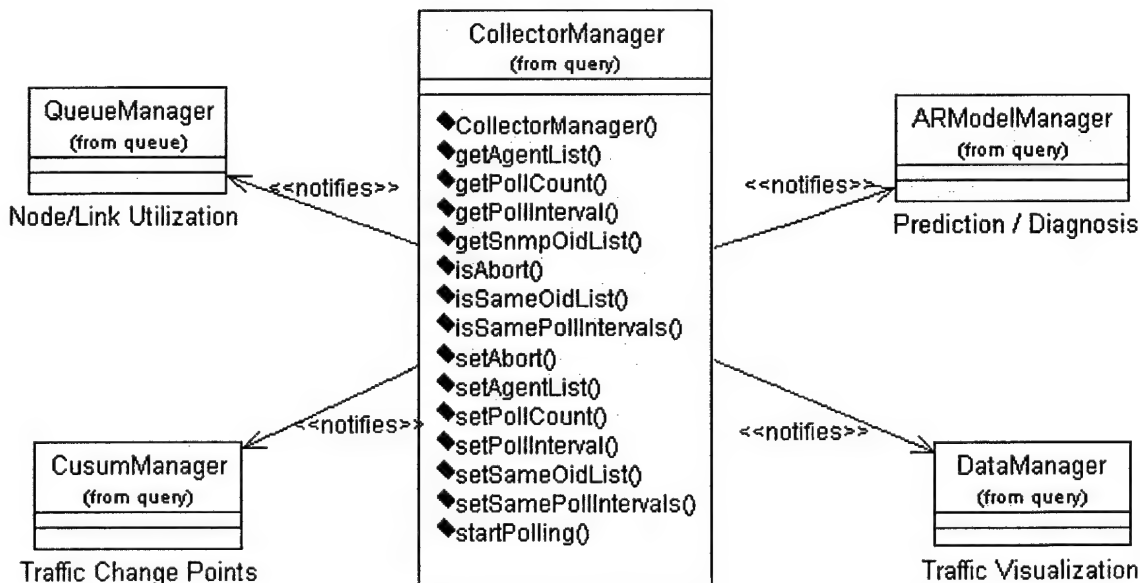 CollectorManager
(from query)
◆CollectorManager()
◆getAgentList()
◆getPollCount()
◆getPollInterval()
◆getSnmpOidList()
◆isAbort()
◆isSameOidList()
◆isSamePollIntervals()
◆setAbort()
◆setAgentList()
◆setPollCount()
◆setPollInterval()
◆setSameOidList()
◆setSamePollIntervals()
◆startPolling()
QueueManager
(from queue)
Node/Link Utilization
<<notifies>>
ARModelManager
(from query)
Prediction / Diagnosis
<<notifies>>
CusumManager
(from query)
Traffic Change Points
<<notifies>>
DataManager
(from query)
Traffic Visualization
<<notifies>>